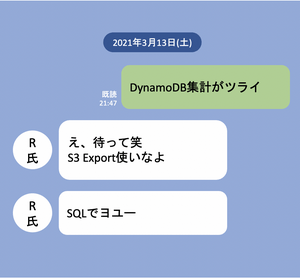 2021年3月13日(土)
DynamoDB集計がツライ
既読
21:47
R
氏
え、待って笑
S3 Export使いなよ
R
氏
SQLでヨユー